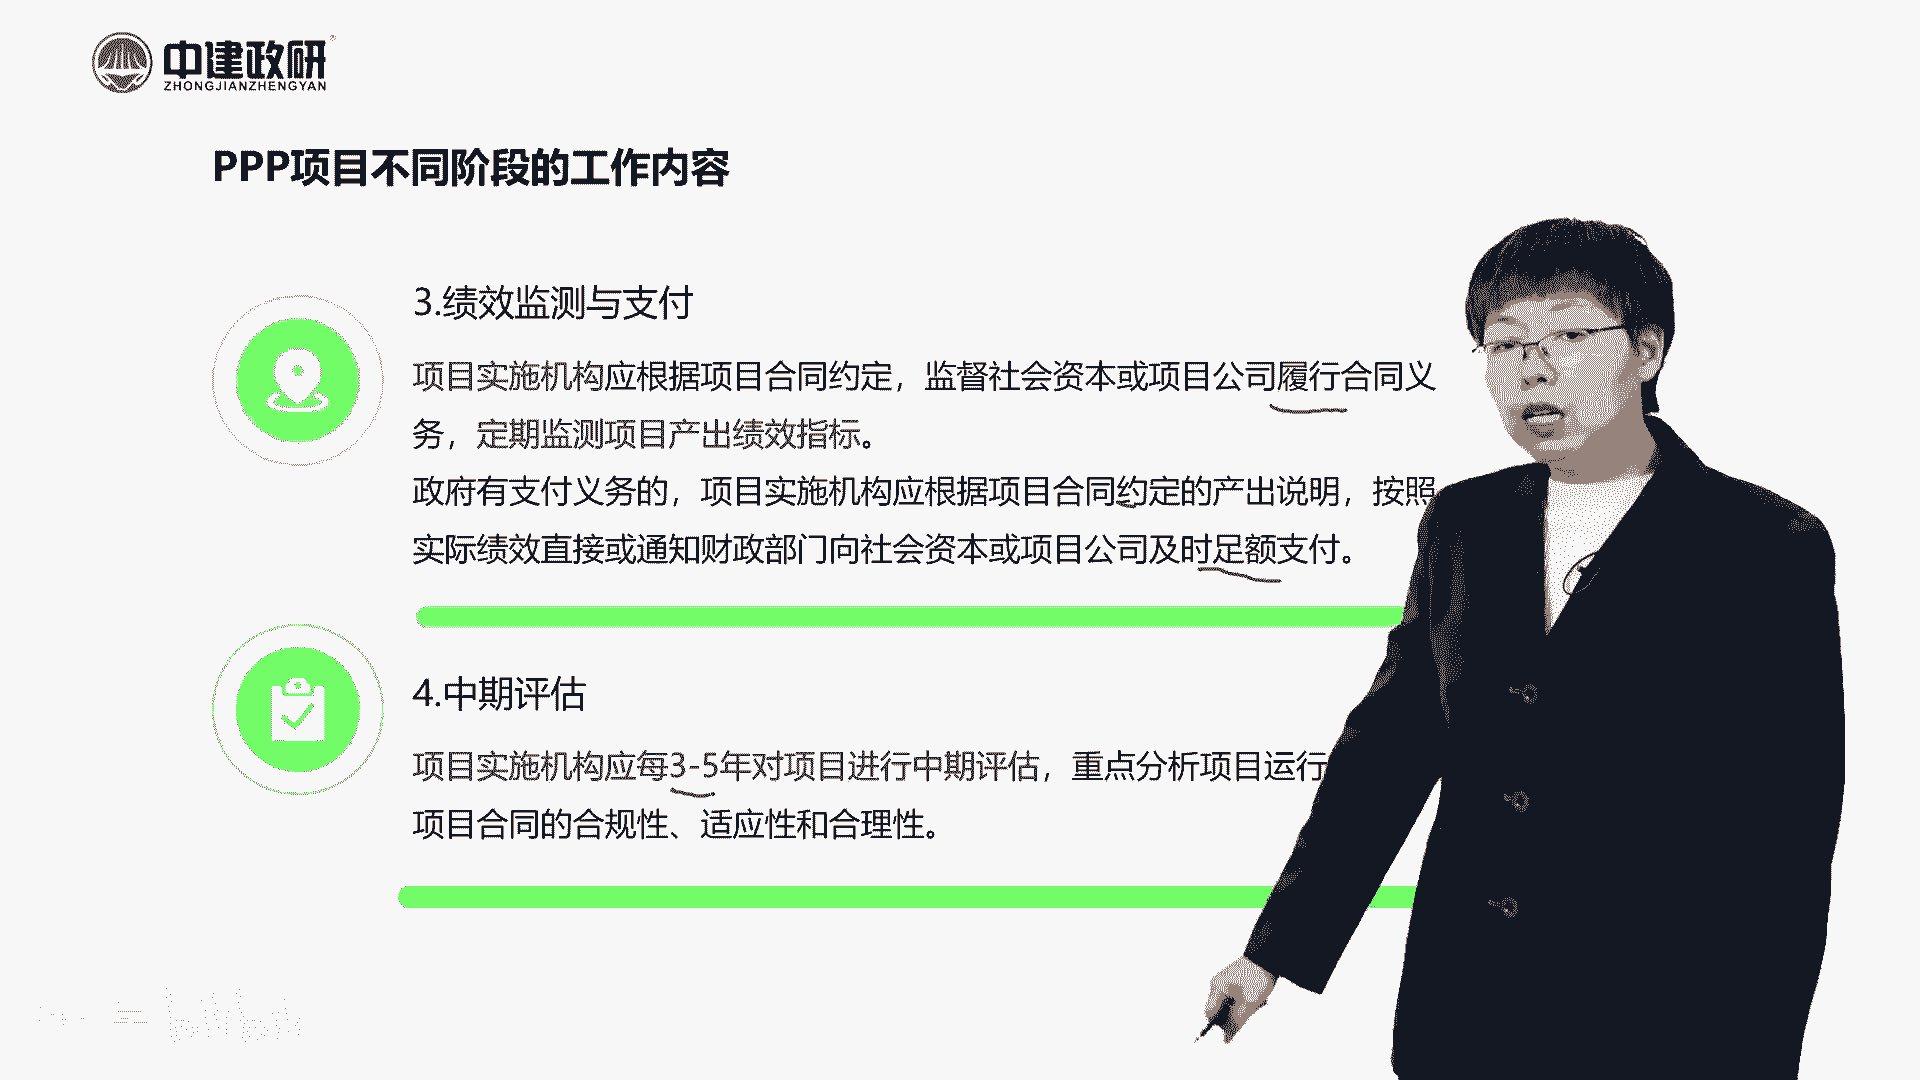 中建政研
ZHONGJIANZHENGYAN
PPP项目不同阶段的工作内容
3.绩效监测与支付
项目实施机构应根据项目合同约定，监督社会资本或项目公司履行合同义
务，定期监测项目产出绩效指标。
政府有支付义务的，项目实施机构应根据项目合同约定的产出说明，按照
实际绩效直接或通知财政部门向社会资本或项目公司及时足额支付。
4.中期评估
项目实施机构应每3-5年对项目进行中期评估，重点分析项目运行
项目合同的合规性、适应性和合理性。